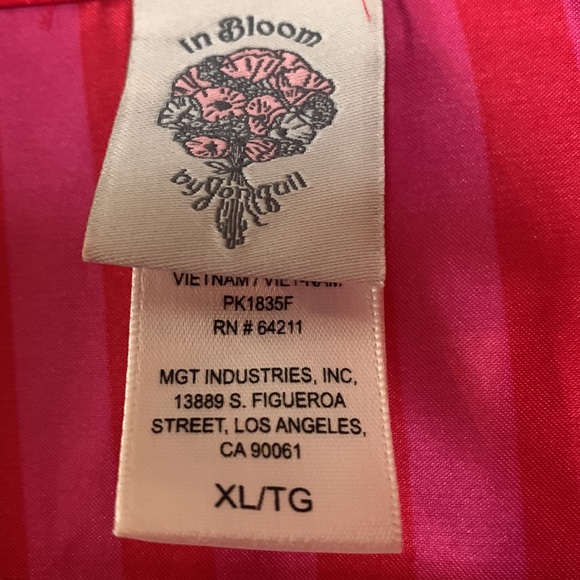 In Bloom
by Jonquil
VIETNAM / VIET-NAM
PK1835F
RN # 64211
MGT INDUSTRIES, INC,
13889 S. FIGUEROA
STREET, LOS ANGELES,
CA 90061
XL/TG